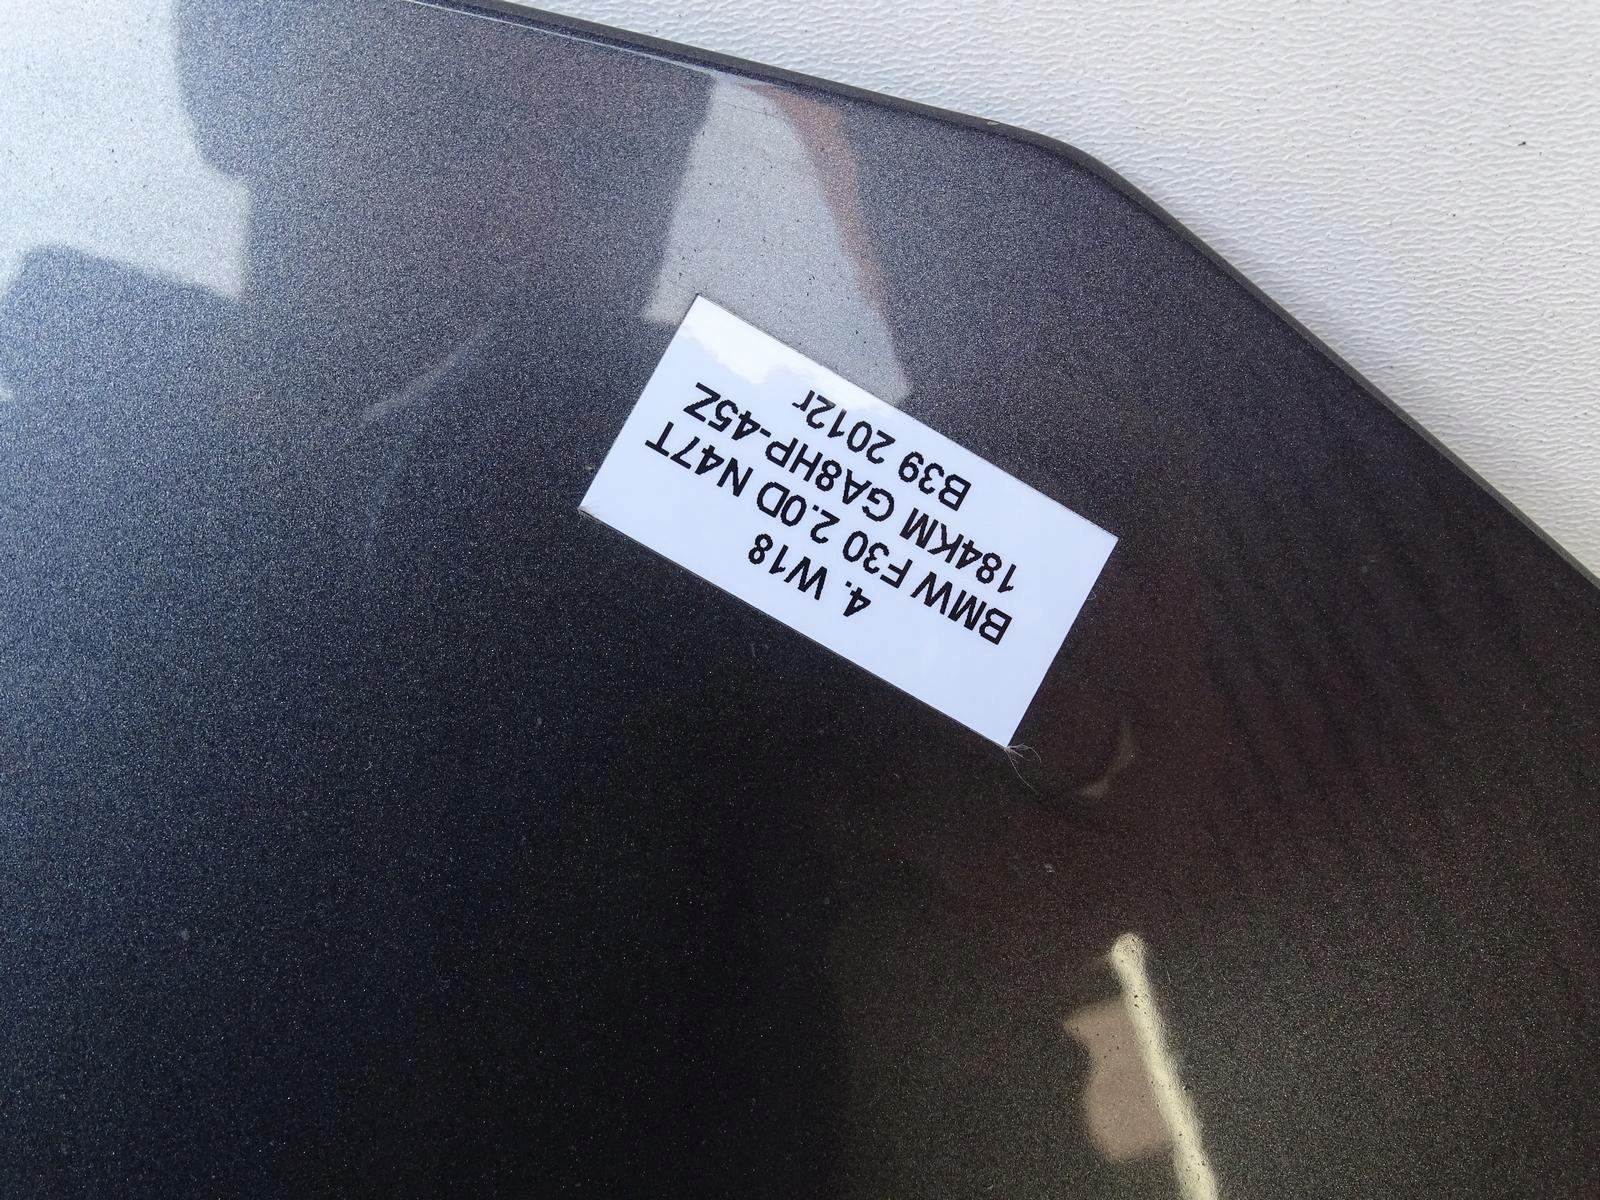 4. W18
BMW F30 2.0D N47T
184KM GA8HP-45Z
B39 2012r